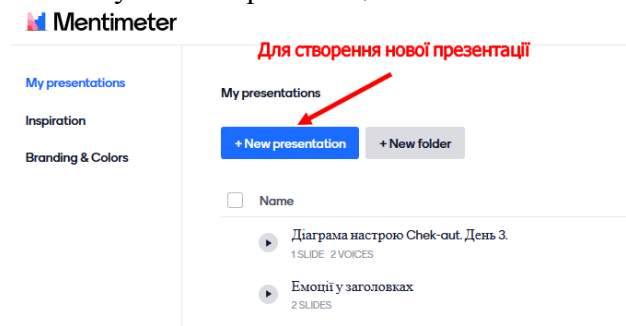 Mentimeter
Для створення нової презентації
My presentations
My presentations
Inspiration
+ New presentation
+ New folder
Branding & Colors
Name
Діаграма настрою Chek-aut. День 3.
1 SLIDE 2 VOICES
Емоції у заголовках
2 SLIDES